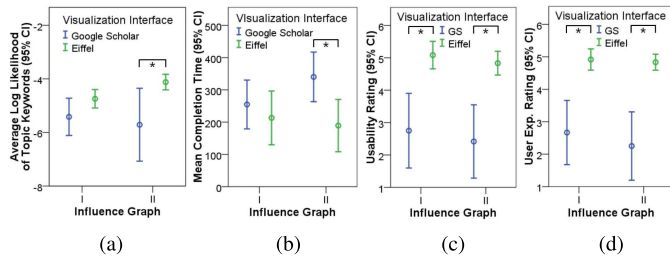 Visualization Interface
Google Scholar
Eiffel
Average Log Likelihood
of Topic Keywords (95% CI)
-2
-4
-6
-8
*
I
II
Influence Graph
(a)
Visualization Interface
Google Scholar
Eiffel
Mean Completion Time (95% CI)
500
400
300
200
100
0
*
I
II
Influence Graph
(b)
Visualization Interface
GS
Eiffel
Usability Rating (95% CI)
6
5
4
3
2
1
*
*
I
II
Influence Graph
(c)
Visualization Interface
GS
Eiffel
User Exp. Rating (95% CI)
6
5
4
3
2
1
*
*
I
II
Influence Graph
(d)